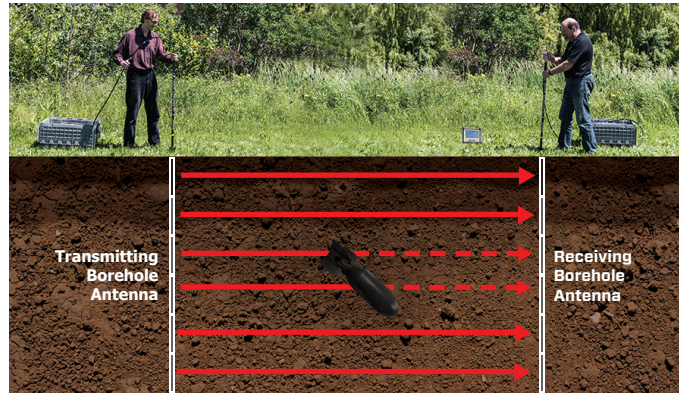 Transmitting
Borehole
Antenna
Receiving
Borehole
Antenna